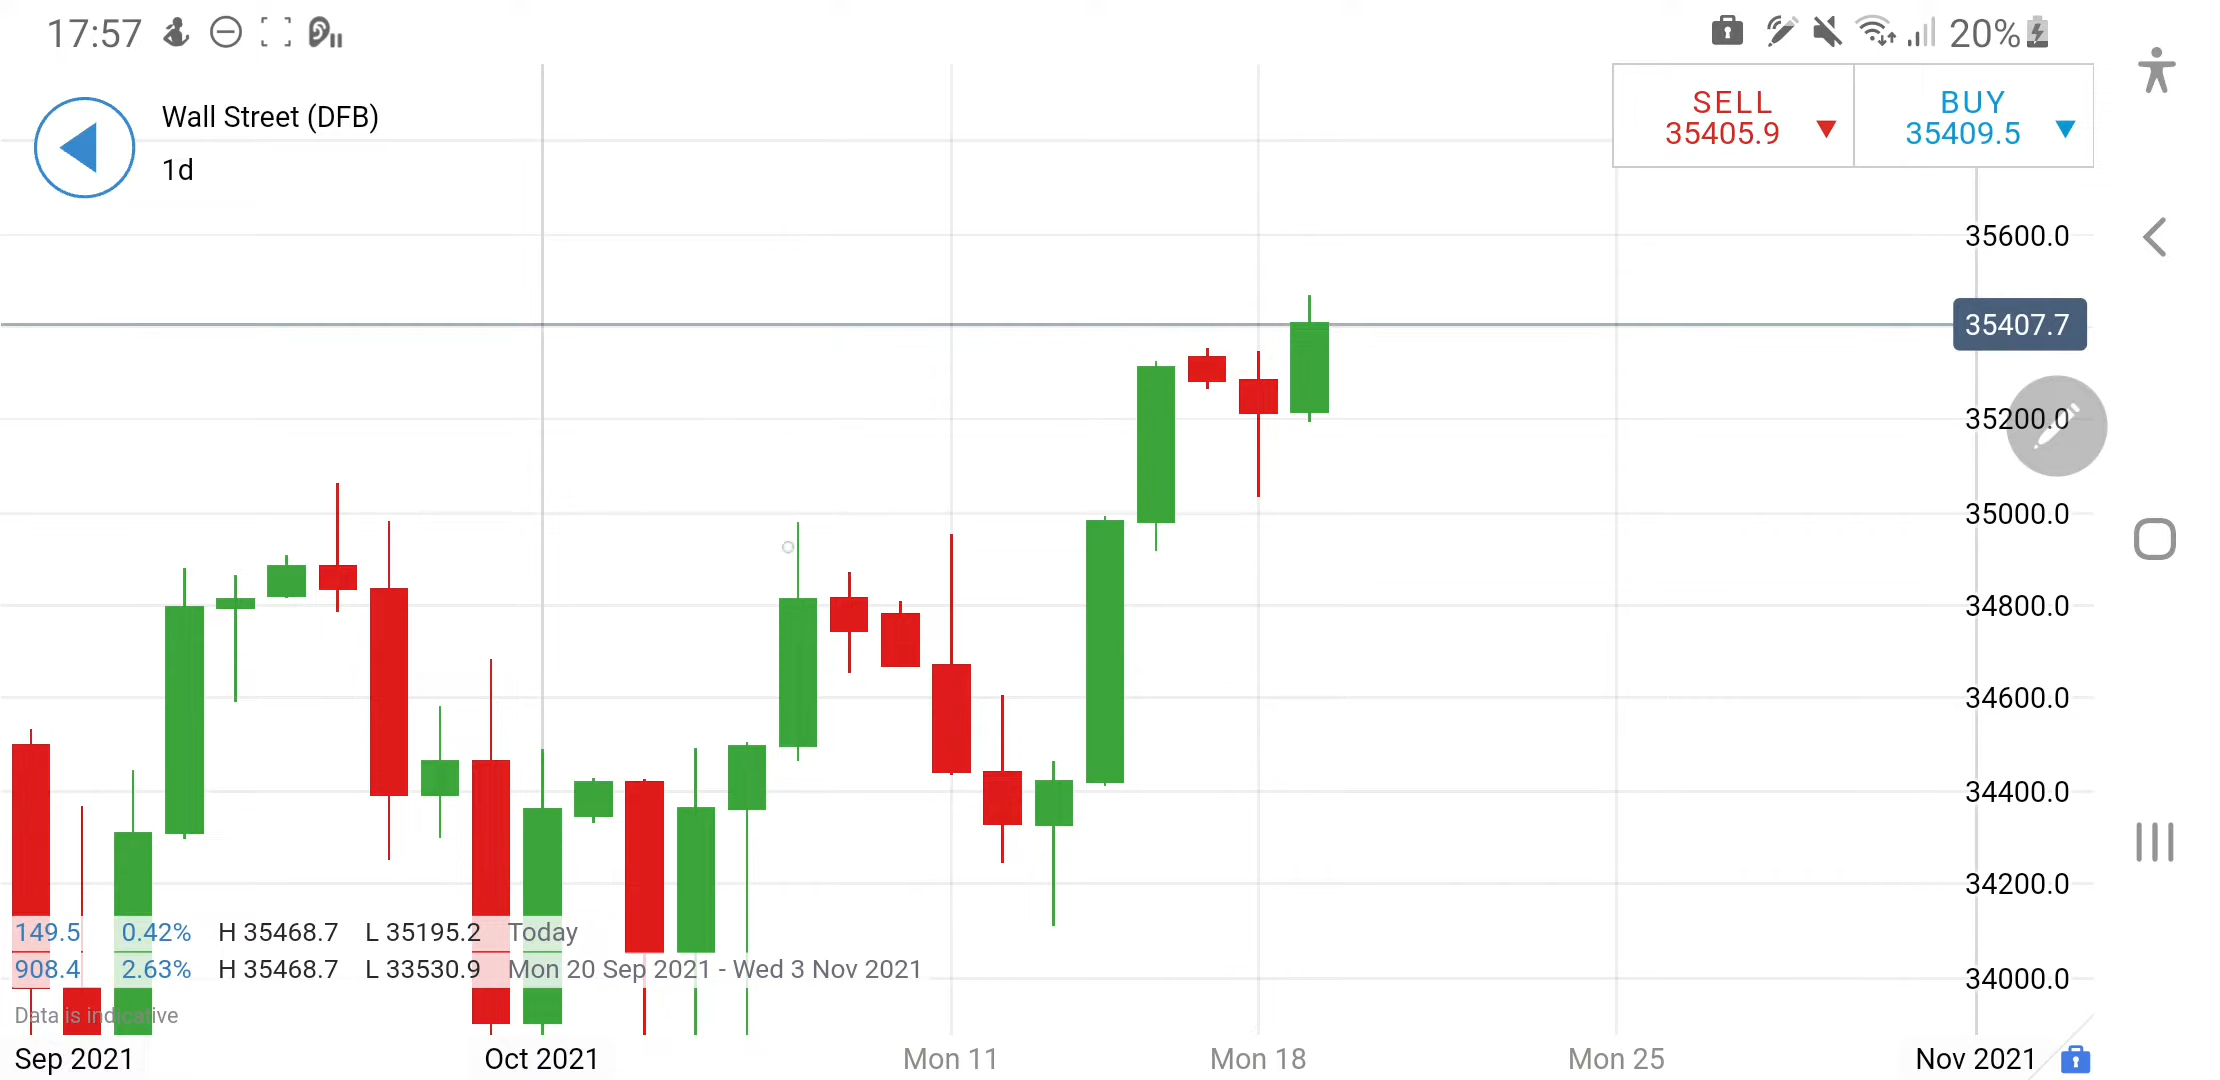 17:57
20%
Wall Street (DFB)
1d
SELL
35405.9
BUY
35409.5
35600.0
35407.7
35200.0
35000.0
34800.0
34600.0
34400.0
34200.0
34000.0
149.5 0.42% H 35468.7 L 35195.2 Today
908.4 2.63% H 35468.7 L 33530.9 Mon 20 Sep 2021 - Wed 3 Nov 2021
Data is indicative
Sep 2021 Oct 2021 Mon 11 Mon 18 Mon 25 Nov 2021